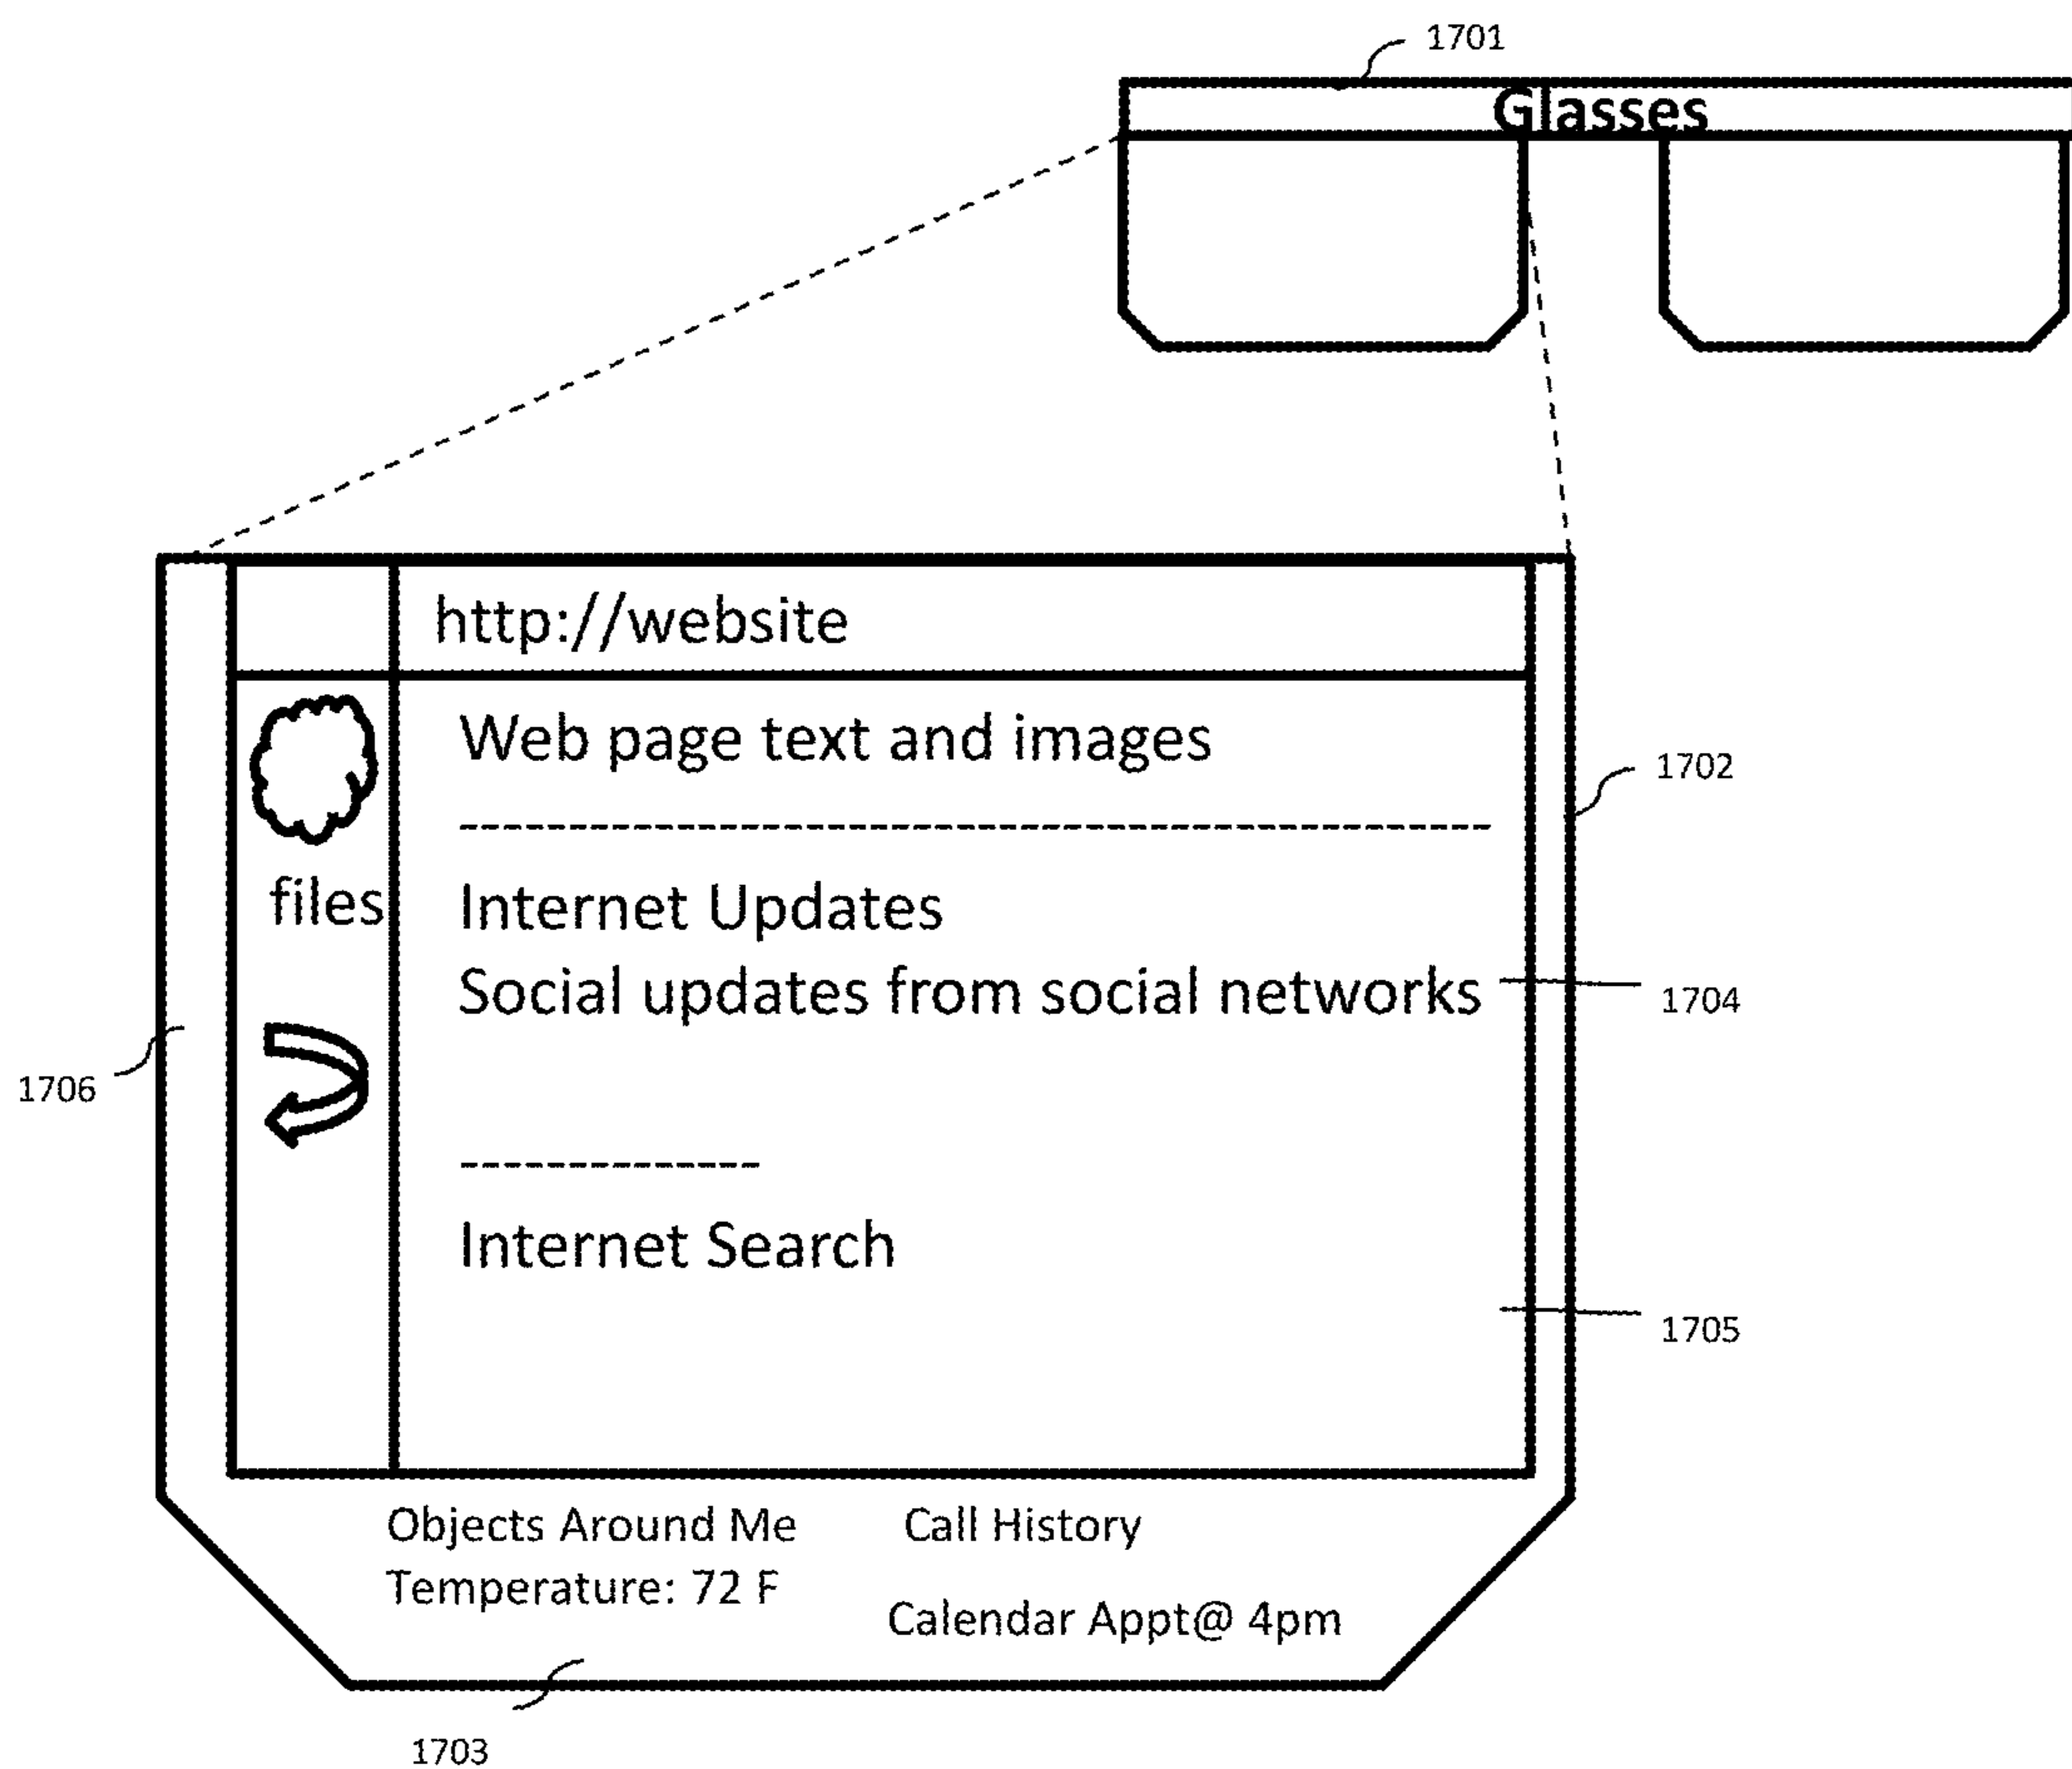 1701
Glasses
http://website
Web page text and images
1702
files
Internet Updates
Social updates from social networks
1704
1706
Internet Search
1705
Objects Around Me
Call History
Temperature: 72 F
Calendar Appt@ 4pm
1703